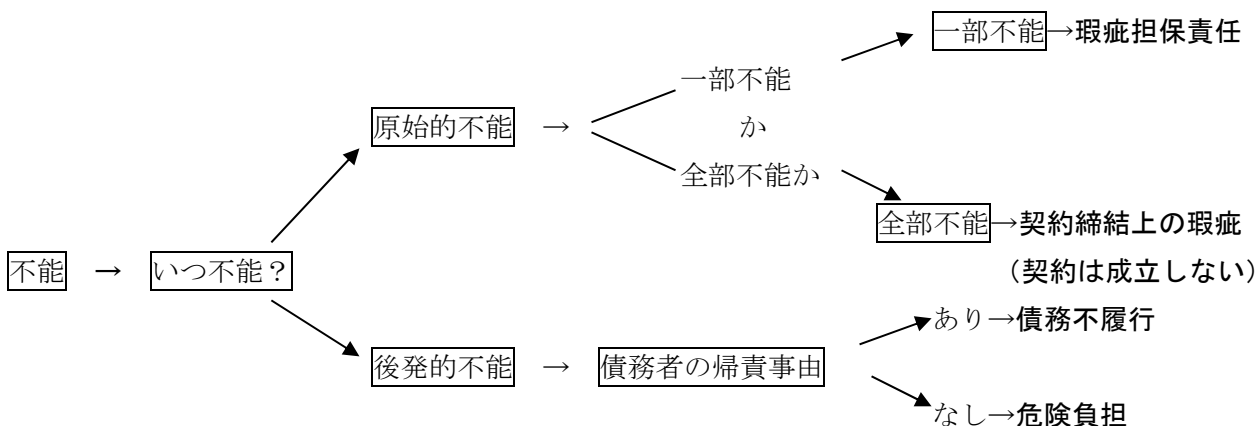 一部不能→瑕疵担保責任
一部不能
原始的不能 → か
全部不能か
全部不能→契約締結上の瑕疵
(契約は成立しない)
不能 → いつ不能？
あり→債務不履行
後発的不能 → 債務者の帰責事由
なし→危険負担